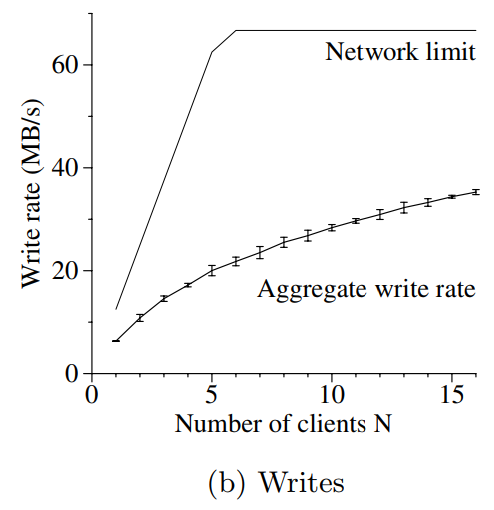 60
Network limit
40
Write rate (MB/s)
20
Aggregate write rate
0
0 5 10 15
Number of clients N
(b) Writes